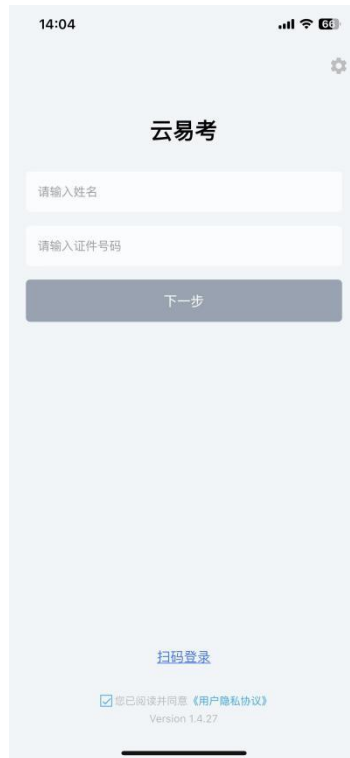 14:04
66
云易考
请输入姓名
请输入证件号码
下一步
扫码登录
您已阅读并同意《用户隐私协议》
Version 1.4.27